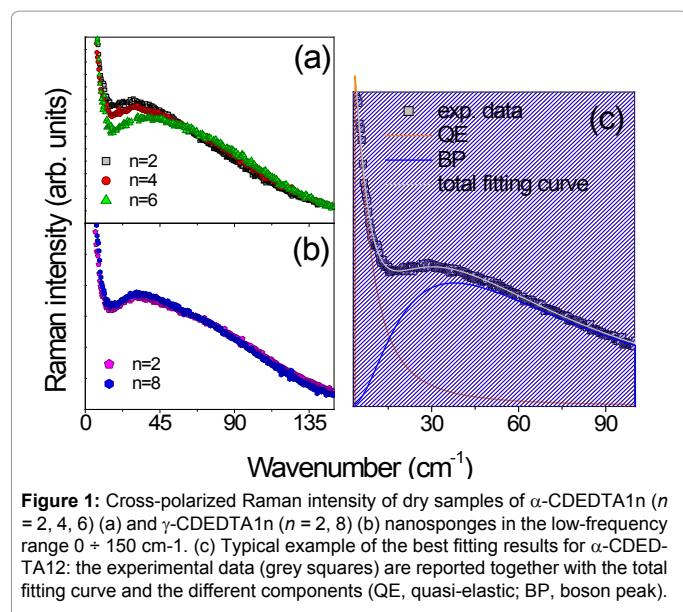 (a)
n=2
n=4
n=6
(b)
n=2
n=8
0
45
90
135
Raman intensity (arb. units)
(c)
exp. data
QE
BP
total fitting curve
30
60
90
Wavenumber (cm-1)
Figure 1: Cross-polarized Raman intensity of dry samples of α-CDEDTA1n (n
= 2, 4, 6) (a) and γ-CDEDTA1n (n = 2, 8) (b) nanosponges in the low-frequency
range 0 ÷ 150 cm-1. (c) Typical example of the best fitting results for α-CDED-
TA12: the experimental data (grey squares) are reported together with the total
fitting curve and the different components (QE, quasi-elastic; BP, boson peak).